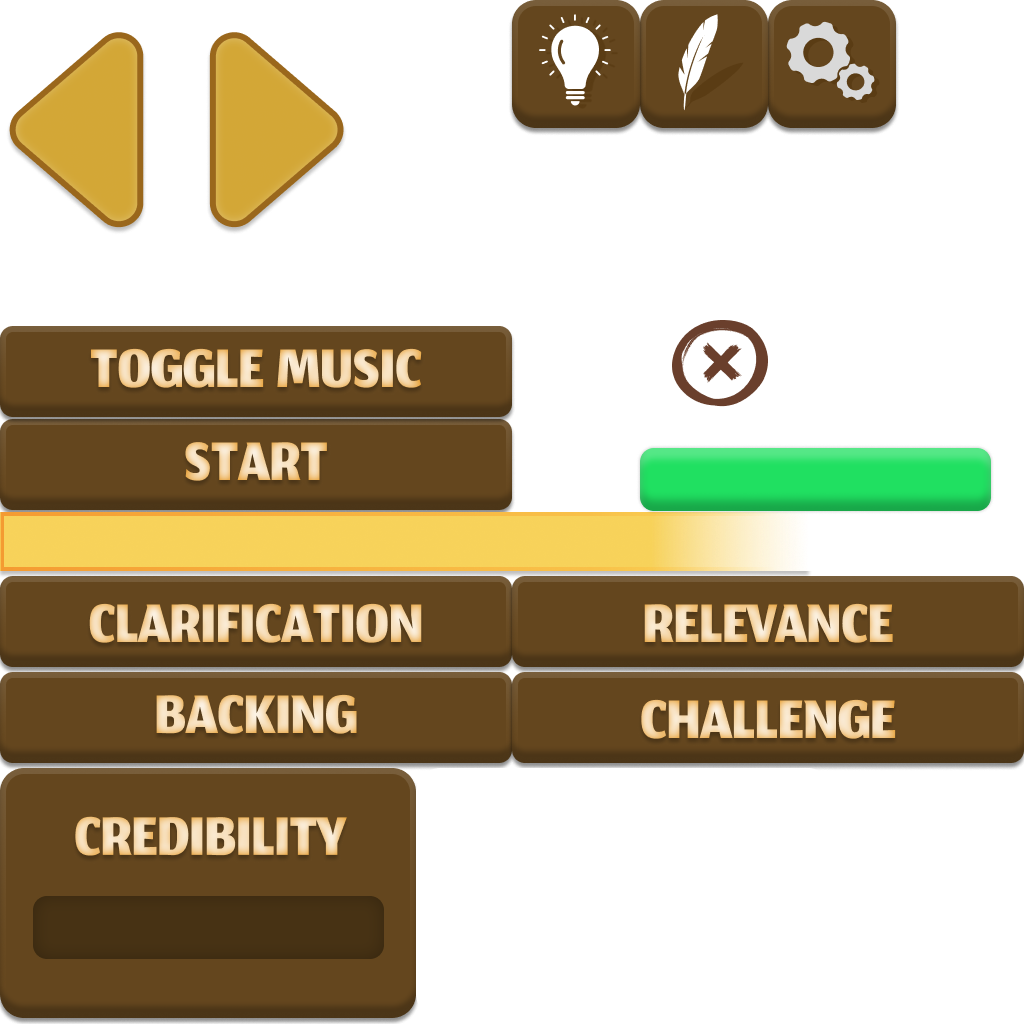 TOGGLE MUSIC
START
CLARIFICATION
RELEVANCE
BACKING
CHALLENGE
CREDIBILITY